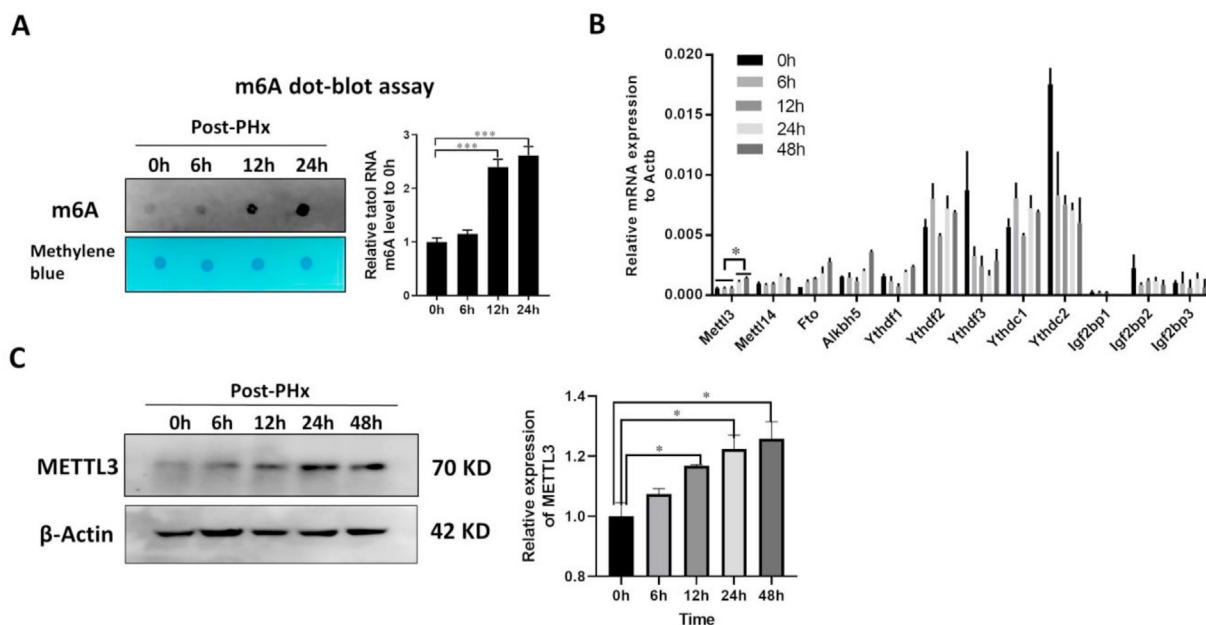 A
m6A dot-blot assay
Post-PHx
0h 6h 12h 24h
m6A
Methylene
blue
Relative tatol RNA
m6A level to 0h
3
2
1
0
*** 
***
0h 6h 12h 24h
B
Relative mRNA expression
to Actb
0.020
0.015
0.010
0.005
0.000
0h
6h
12h
24h
48h
*
Mettl3 Mettl14 Fto Alkbh5 Ythdf1 Ythdf2 Ythdf3 Ythdc1 Ythdc2 Igf2bp1 Igf2bp2 Igf2bp3
C
Post-PHx
0h 6h 12h 24h 48h
METTL3
70 KD
β-Actin
42 KD
Relative expression
of METTL3
1.4
1.2
1.0
0.8
*
*
*
0h 6h 12h 24h 48h
Time